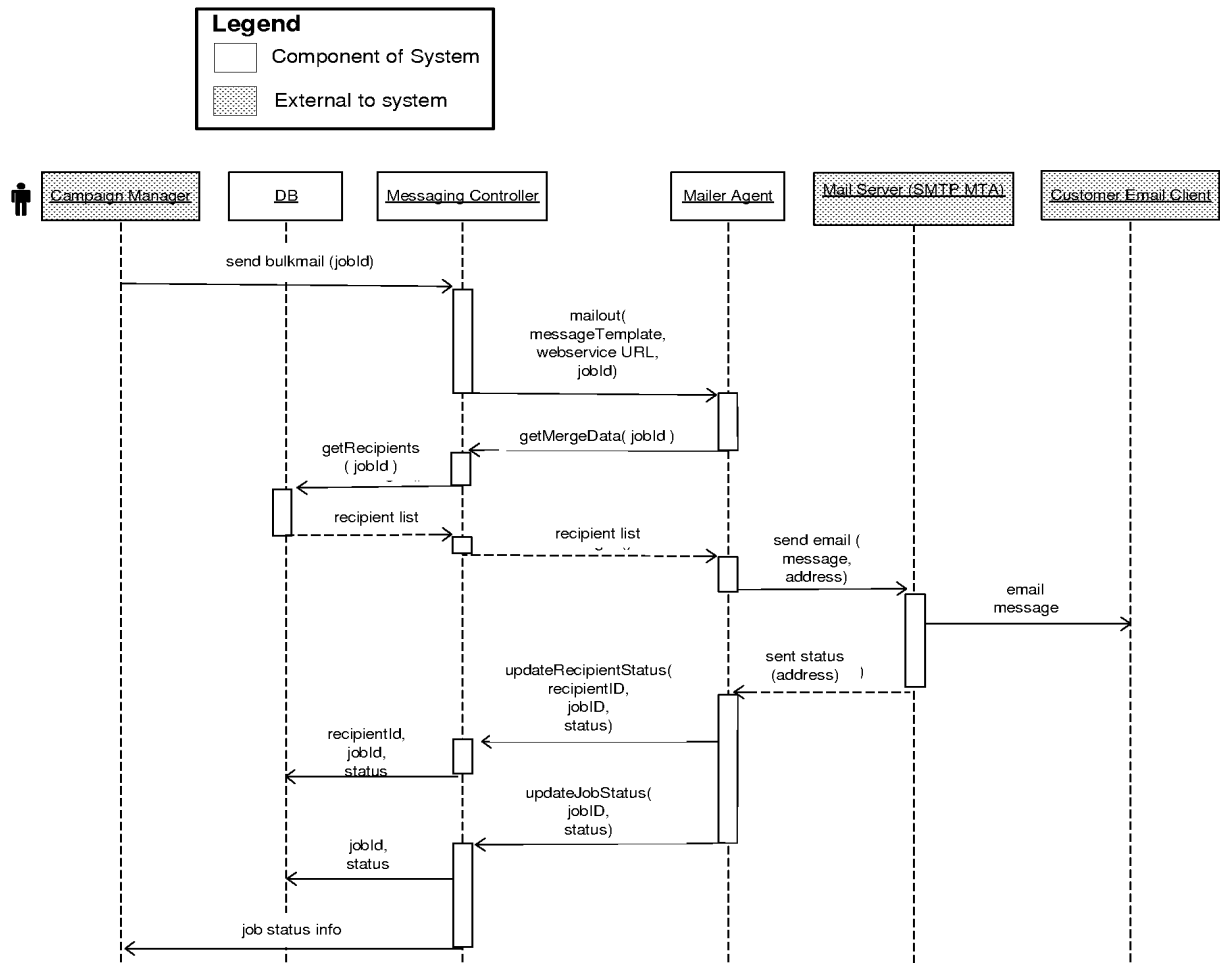 Legend
Component of System
External to system
Campaign Manager
DB
Messaging Controller
Mailer Agent
Mail Server (SMTP MTA)
Customer Email Client
send bulkmail (jobId)
mailout(
messageTemplate,
webservice URL,
jobId)
getMergeData( jobId )
getRecipients
( jobId )
recipient list
recipient list
send email (
message,
address)
email
message
sent status
(address) )
updateRecipientStatus(
recipientID,
jobID,
status)
recipientId,
jobId,
status
updateJobStatus(
jobID,
status)
jobId,
status
job status info